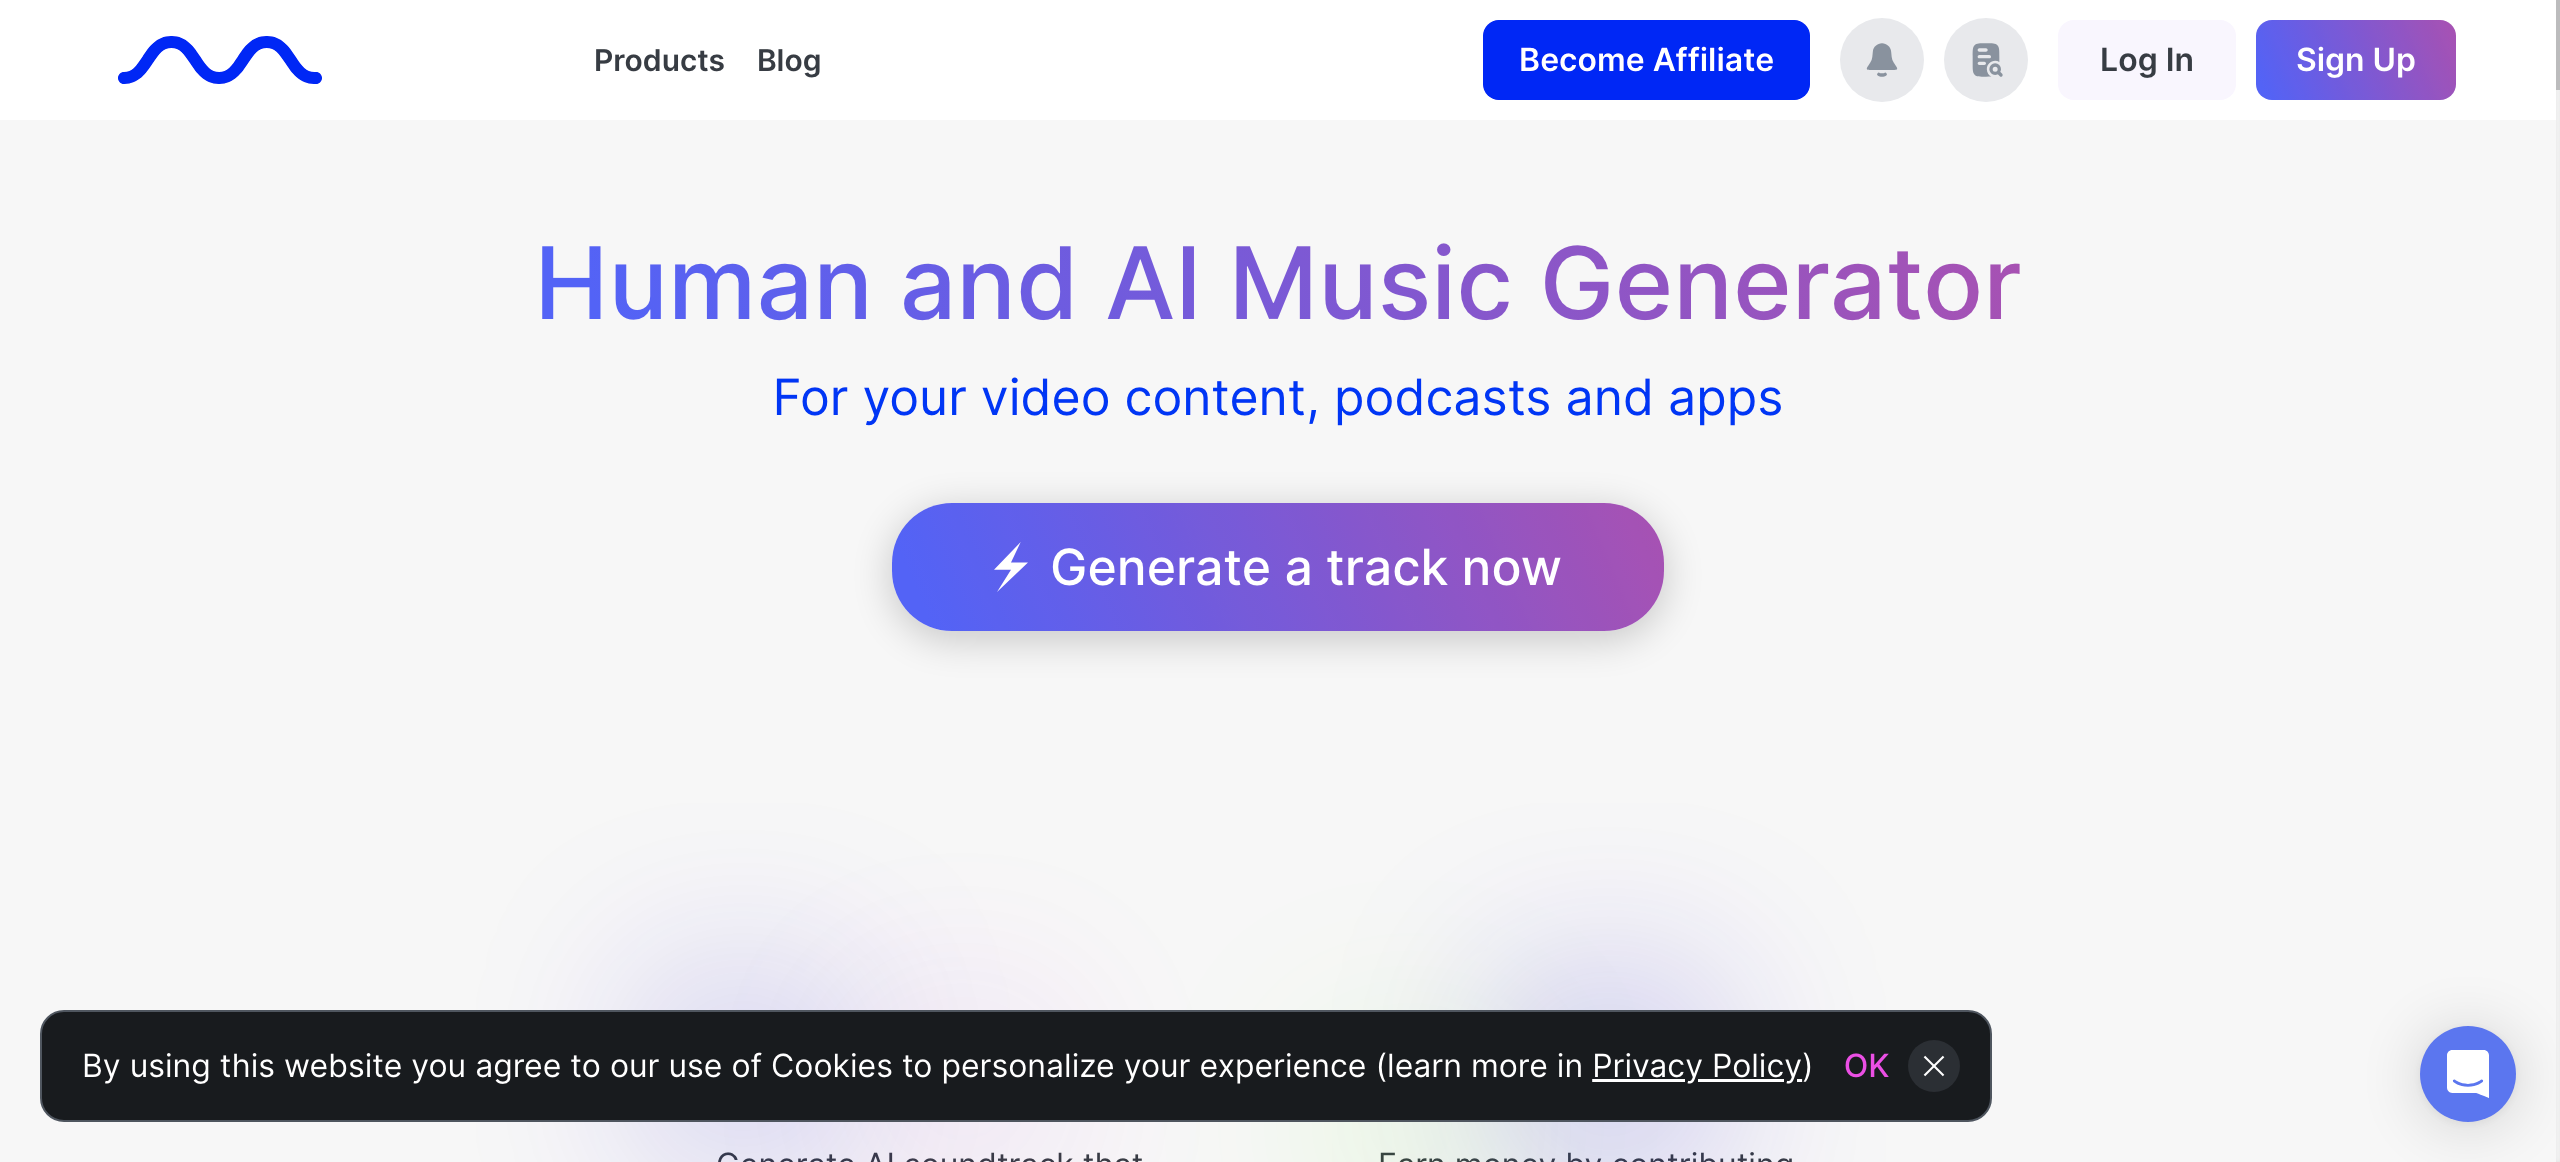 Products Blog Become Affiliate Log In Sign Up
Human and AI Music Generator
For your video content, podcasts and apps
Generate a track now
By using this website you agree to our use of Cookies to personalize your experience (learn more in Privacy Policy) OK
Generate AI soundtrack that
Earn money by contributing